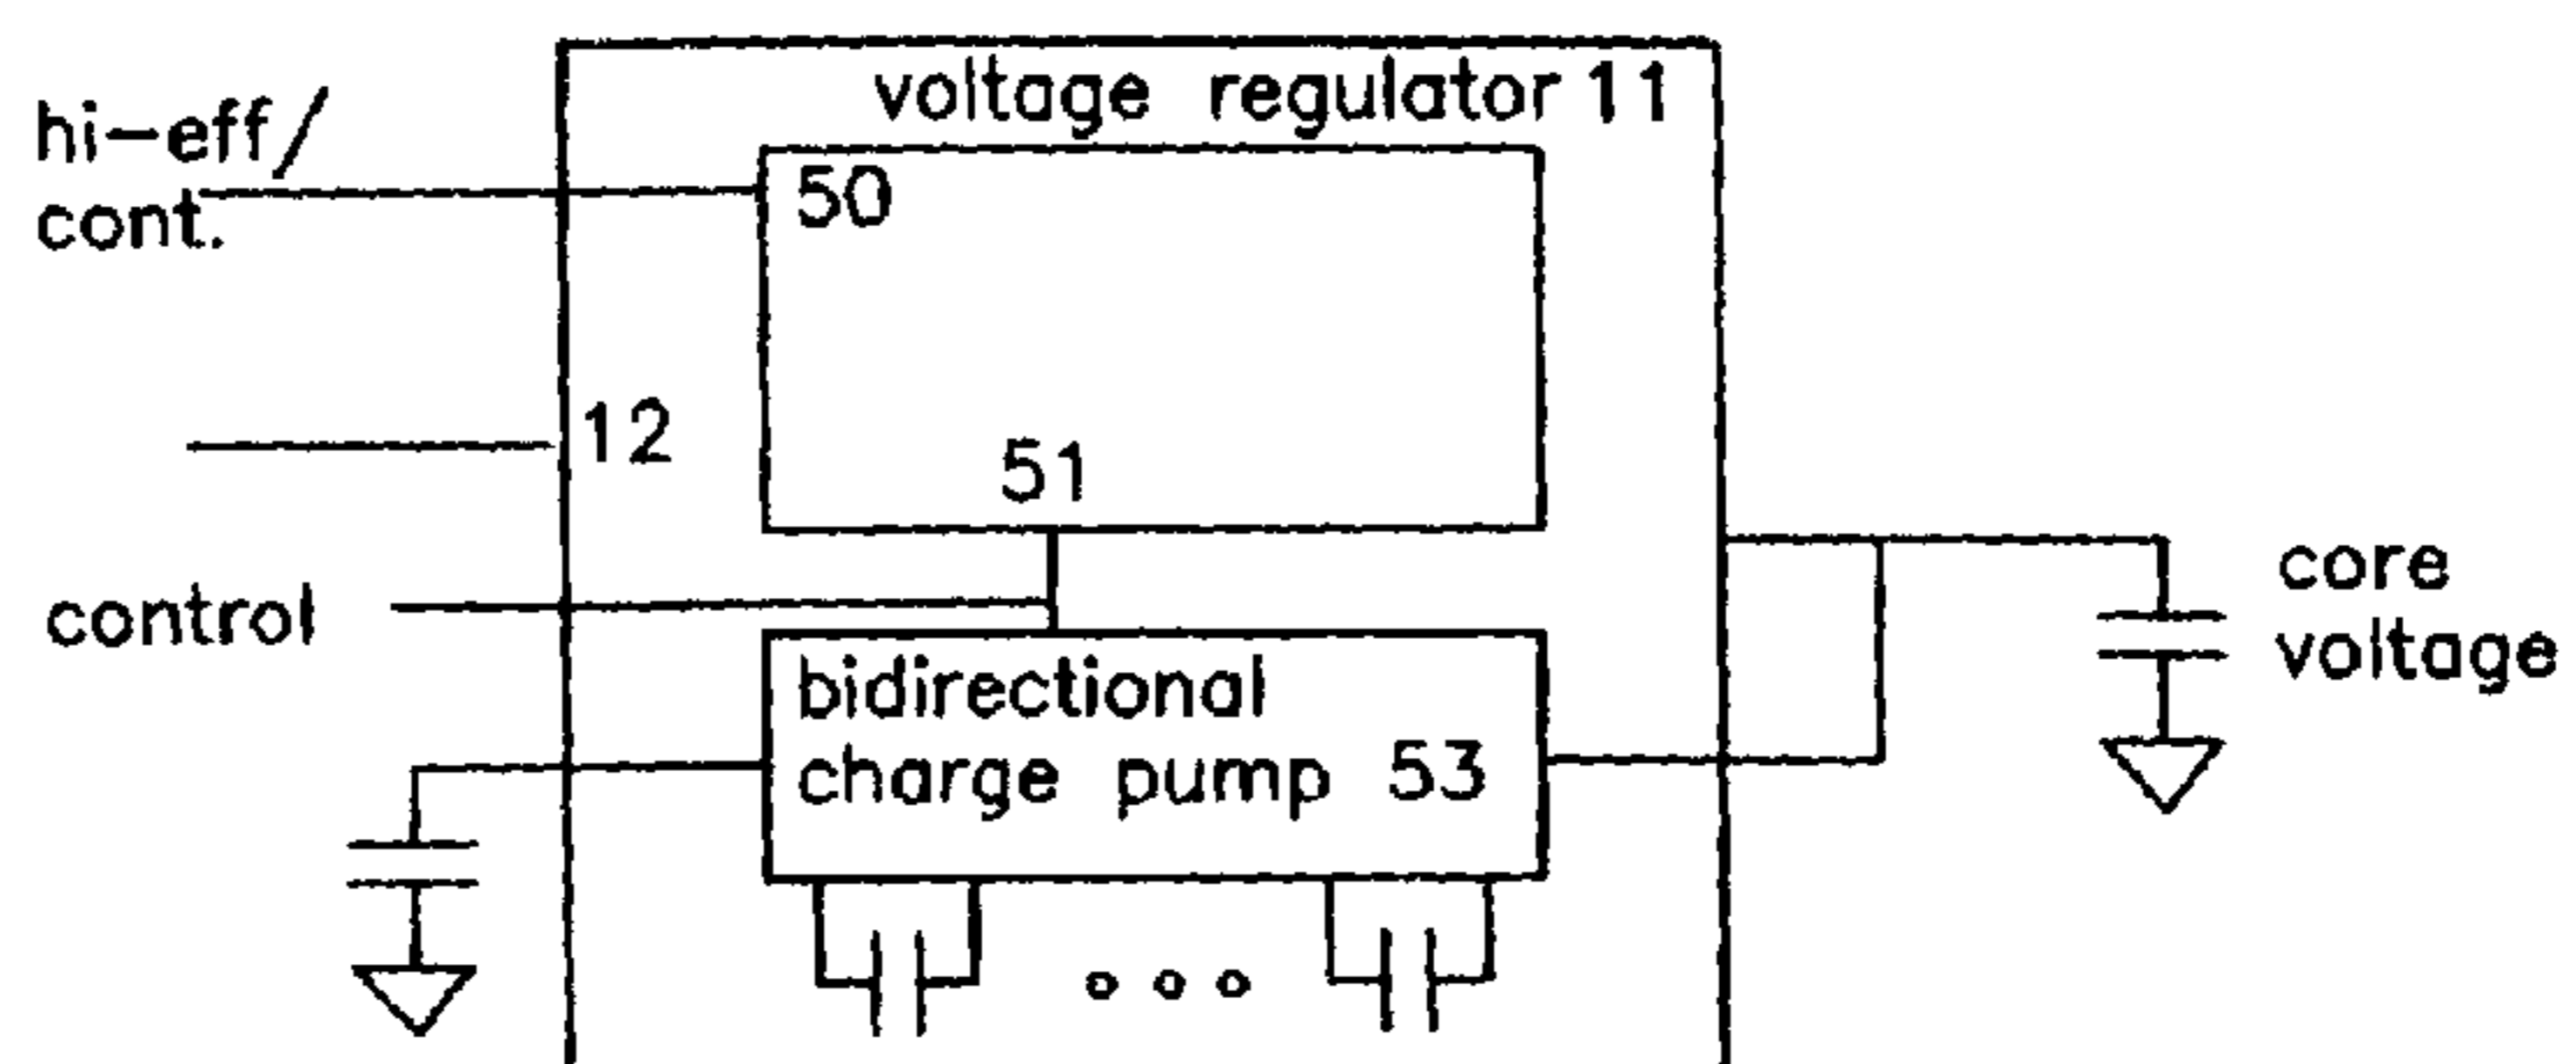 voltage regulator 11
hi-eff/
cont.
50
12
51
control
core
voltage
bidirectional
charge pump 53